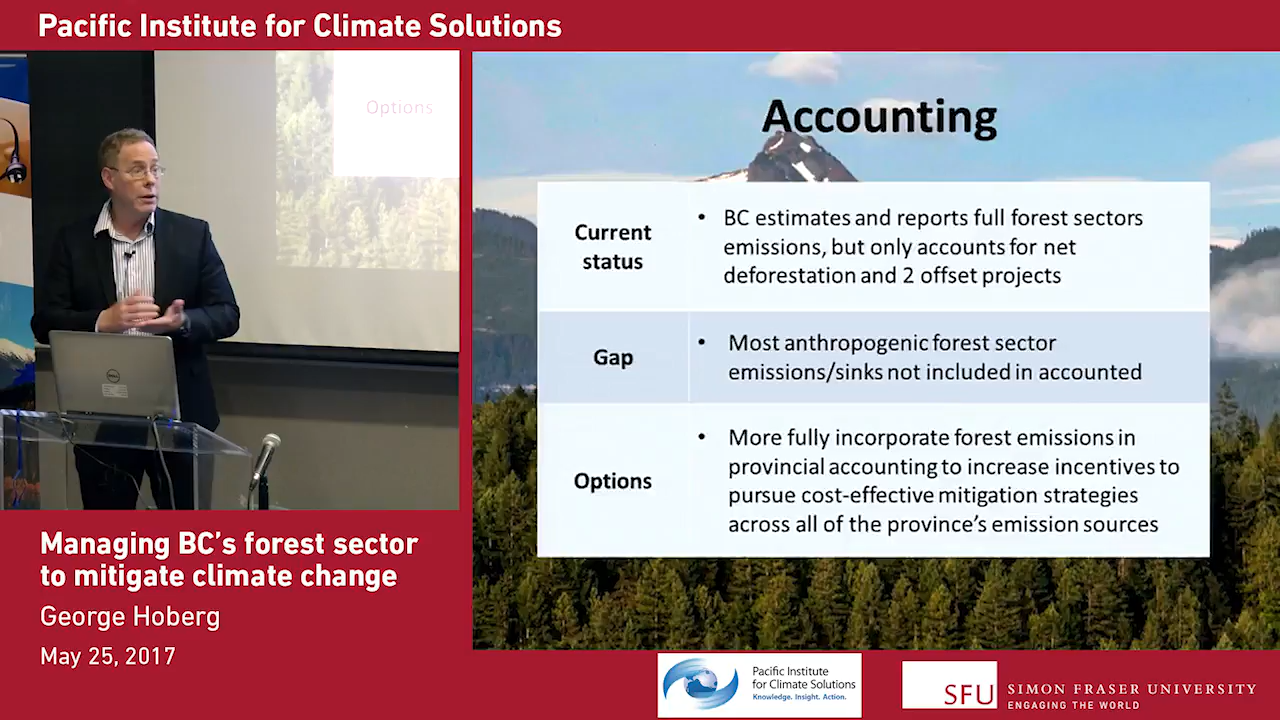 Pacific Institute for Climate Solutions
Options
Accounting
Current
status
• BC estimates and reports full forest sectors
emissions, but only accounts for net
deforestation and 2 offset projects
Gap
• Most anthropogenic forest sector
emissions/sinks not included in accounted
Options
• More fully incorporate forest emissions in
provincial accounting to increase incentives to
pursue cost-effective mitigation strategies
across all of the province's emission sources
Managing BC's forest sector
to mitigate climate change
George Hoberg
May 25, 2017
Pacific Institute
for Climate Solutions
Knowledge. Insight. Action.
SFU
SIMON FRASER UNIVERSITY
ENGAGING THE WORLD